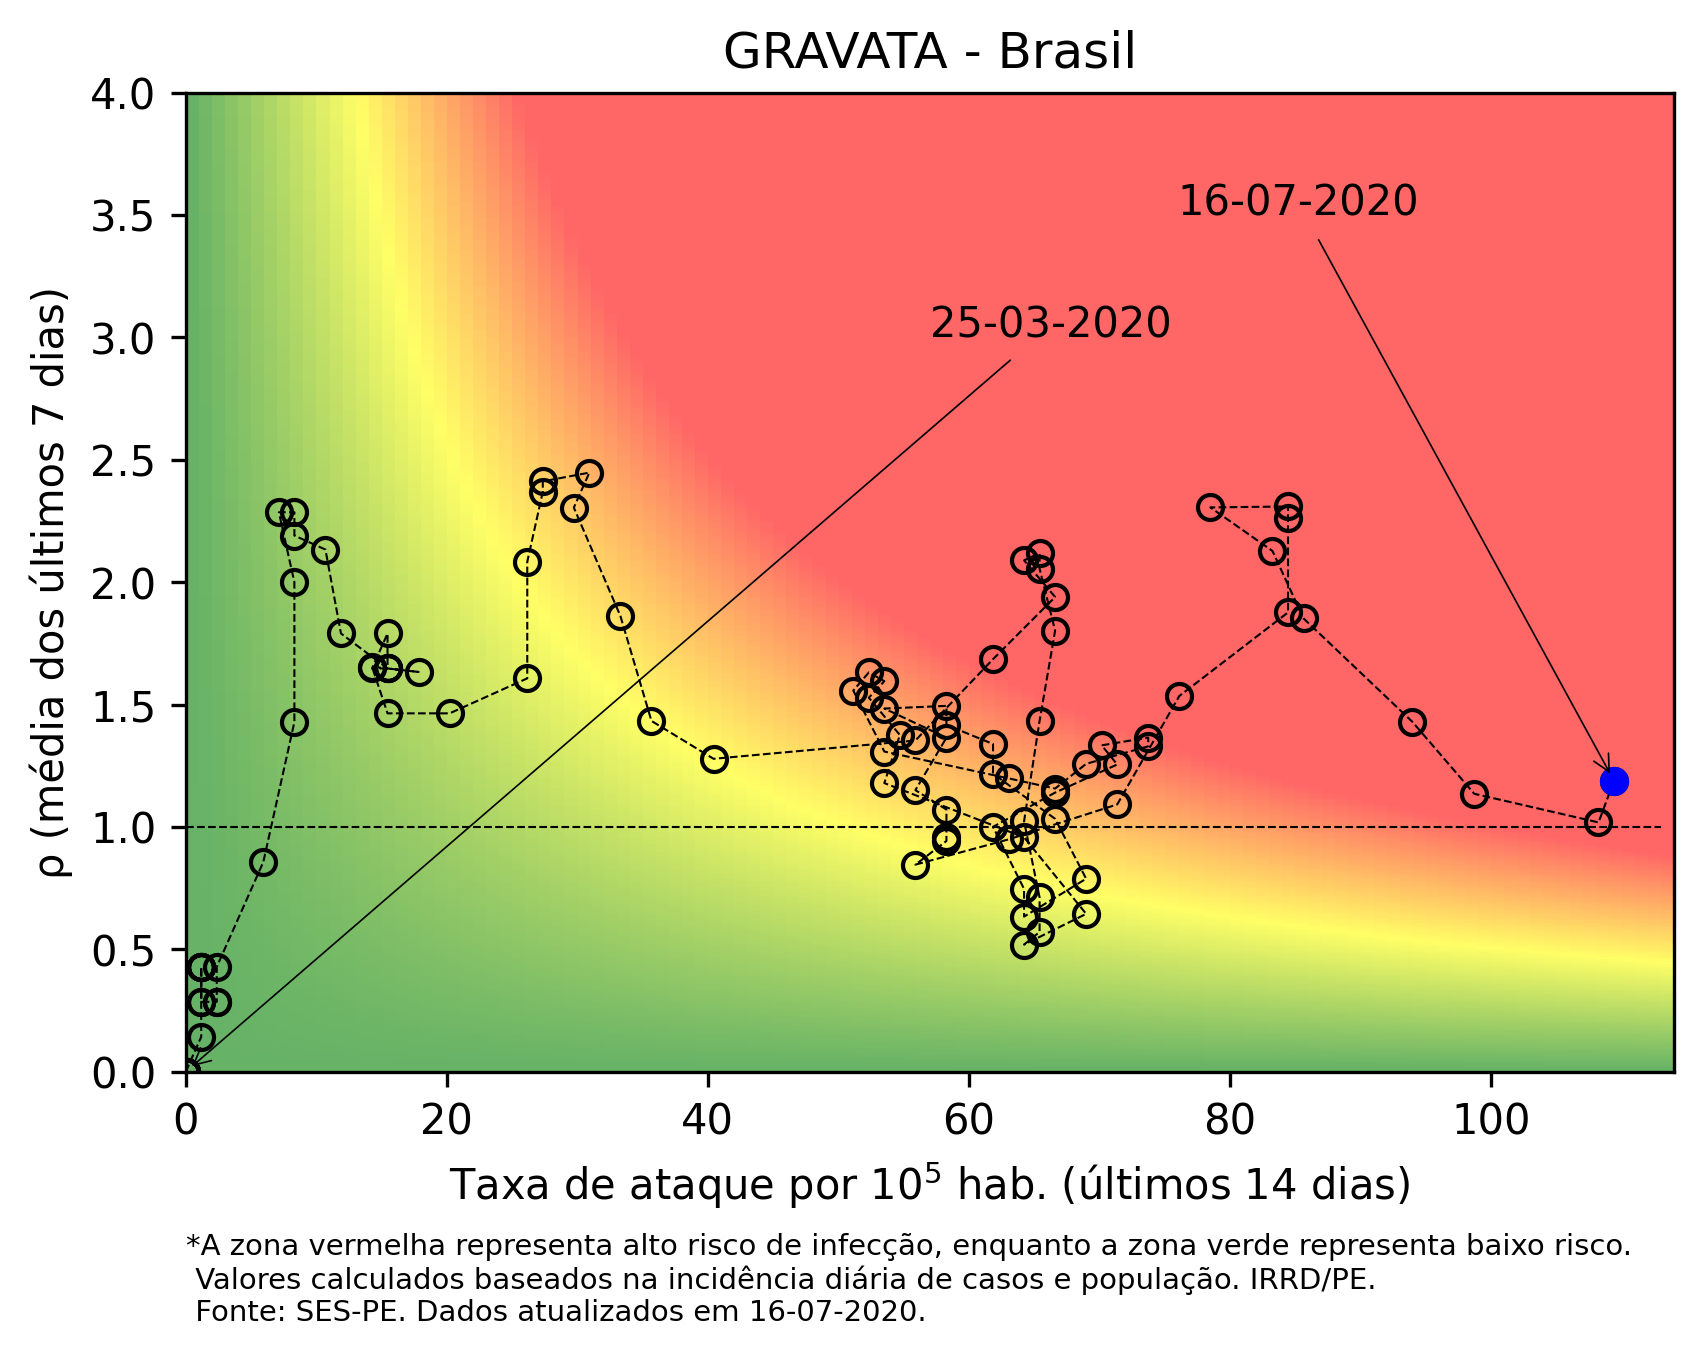 GRAVATA - Brasil
4.0
3.5
3.0
2.5
2.0
1.5
1.0
0.5
0.0
ρ (média dos últimos 7 dias)
16-07-2020
25-03-2020
0 20 40 60 80 100
Taxa de ataque por 10⁵ hab. (últimos 14 dias)
*A zona vermelha representa alto risco de infecção, enquanto a zona verde representa baixo risco.
Valores calculados baseados na incidência diária de casos e população. IRRD/PE.
Fonte: SES-PE. Dados atualizados em 16-07-2020.